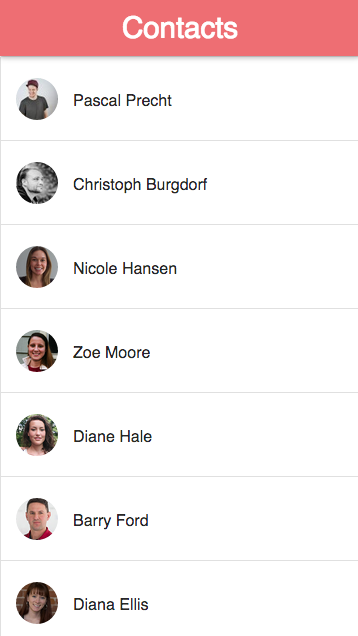 Contacts
Pascal Precht
Christoph Burgdorf
Nicole Hansen
Zoe Moore
Diane Hale
Barry Ford
Diana Ellis